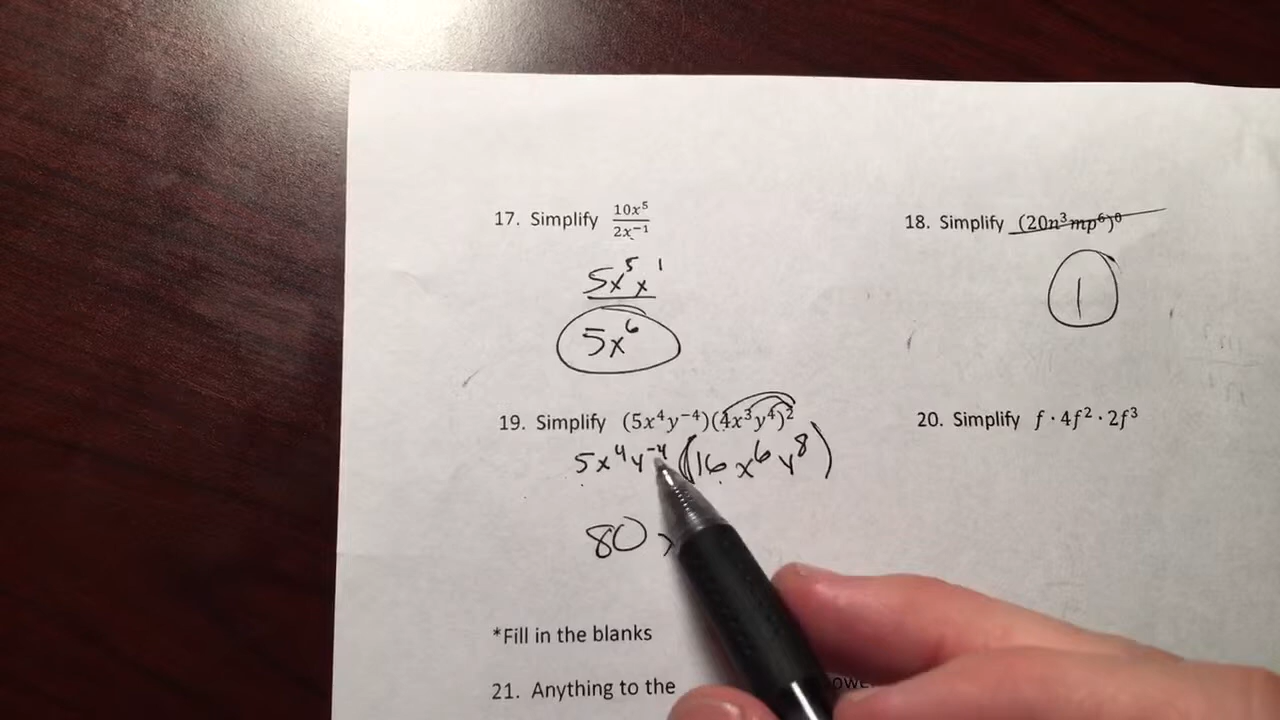 17. Simplify 10x⁵/2x⁻¹
5x⁵x¹
5x⁶
18. Simplify (20n³mp⁶)⁰
1
19. Simplify (5x⁴y⁻⁴)(4x³y⁴)²
5x⁴y⁻⁴(16x⁶y⁸)
80
20. Simplify f · 4f² · 2f³
*Fill in the blanks
21. Anything to the